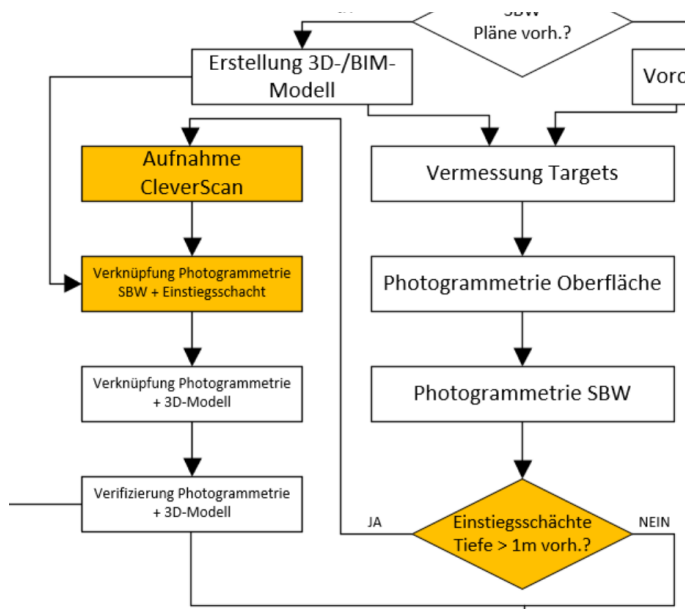 SBW
Pläne vorh.?
Erstellung 3D-/BIM-
Modell
Aufnahme
CleverScan
Vermessung Targets
Verknüpfung Photogrammetrie
SBW + Einstiegsschacht
Photogrammetrie Oberfläche
Verknüpfung Photogrammetrie
+ 3D-Modell
Photogrammetrie SBW
Verifizierung Photogrammetrie
+ 3D-Modell
JA
Einstiegsschächte
Tiefe > 1m vorh.?
NEIN